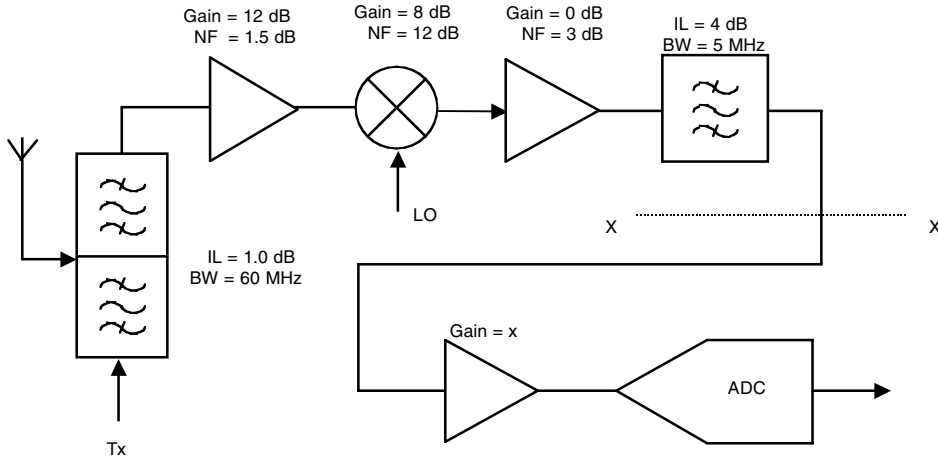 Gain = 12 dB
NF = 1.5 dB
Gain = 8 dB
NF = 12 dB
Gain = 0 dB
NF = 3 dB
IL = 4 dB
BW = 5 MHz
LO
X
X
IL = 1.0 dB
BW = 60 MHz
Gain = x
ADC
Tx